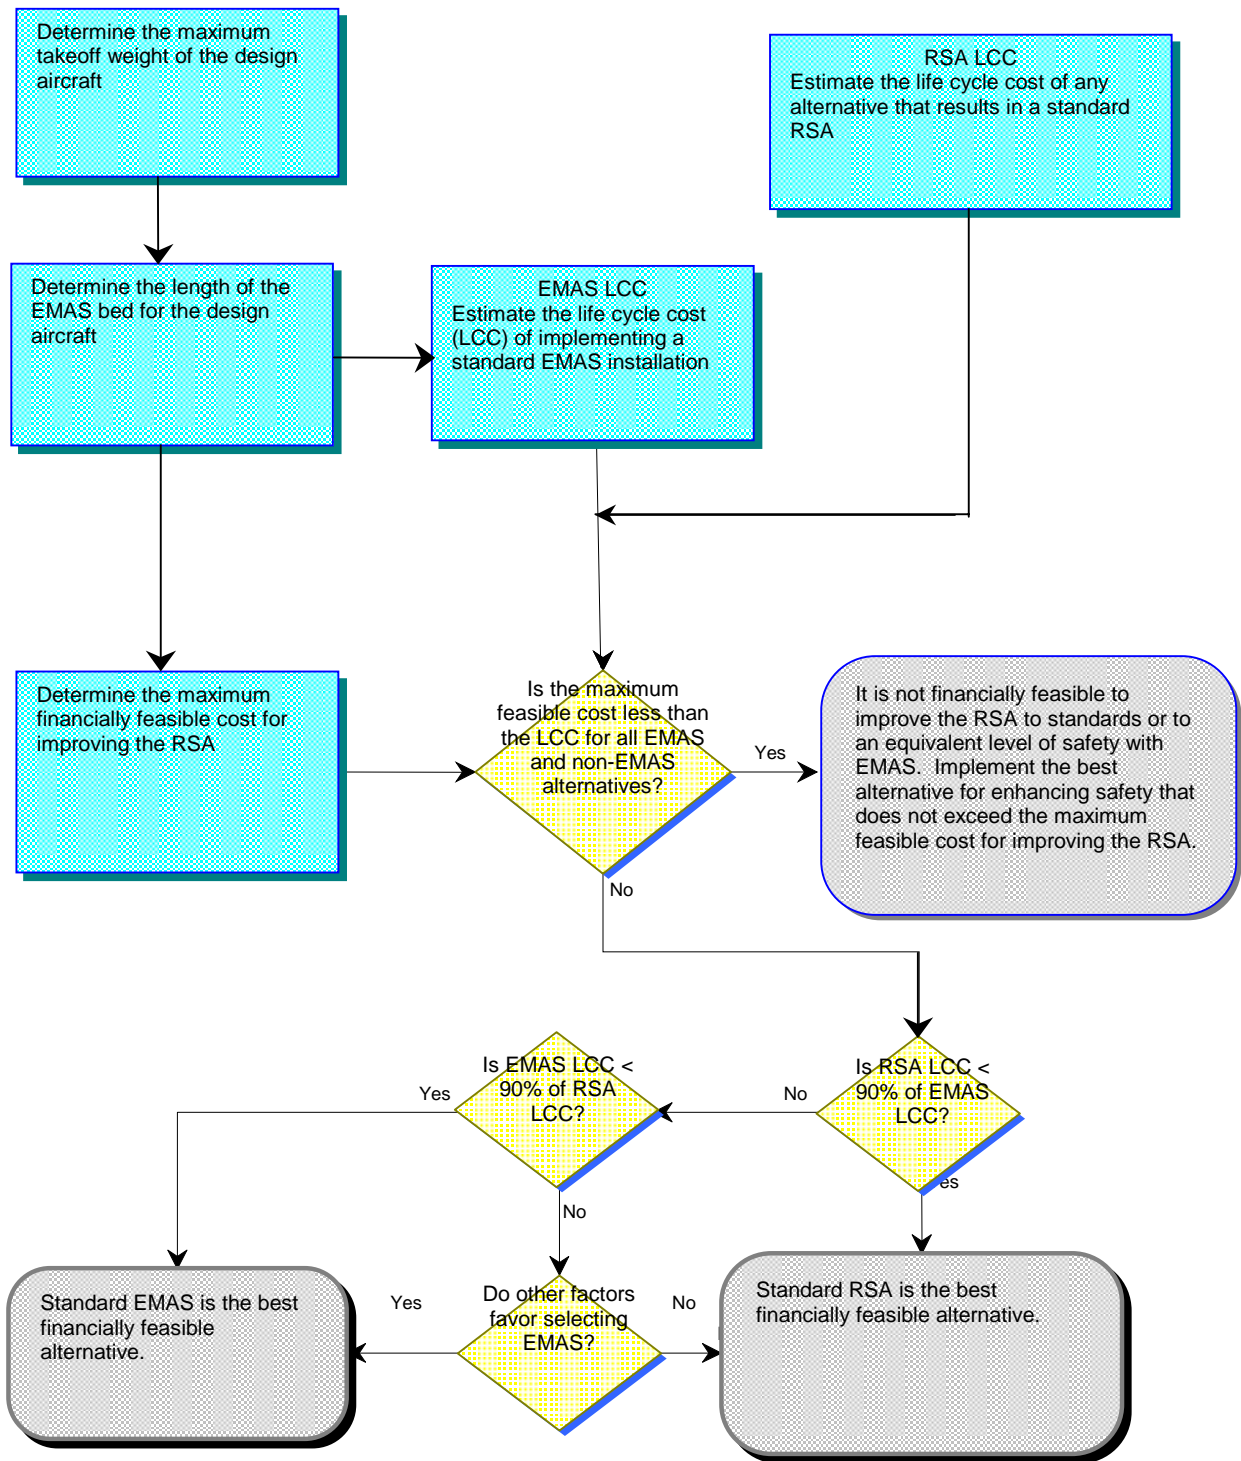 Determine the maximum
takeoff weight of the design
aircraft
RSA LCC
Estimate the life cycle cost of any
alternative that results in a standard
RSA
Determine the length of the
EMAS bed for the design
aircraft
EMAS LCC
Estimate the life cycle cost
(LCC) of implementing a
standard EMAS installation
Determine the maximum
financially feasible cost for
improving the RSA
Is the maximum
feasible cost less than
the LCC for all EMAS
and non-EMAS
alternatives?
Yes
It is not financially feasible to
improve the RSA to standards or to
an equivalent level of safety with
EMAS.  Implement the best
alternative for enhancing safety that
does not exceed the maximum
feasible cost for improving the RSA.
No
Is EMAS LCC <
90% of RSA
LCC?
Yes
No
Is RSA LCC <
90% of EMAS
LCC?
es
No
Standard EMAS is the best
financially feasible
alternative.
Yes
Do other factors
favor selecting
EMAS?
No
Standard RSA is the best
financially feasible alternative.